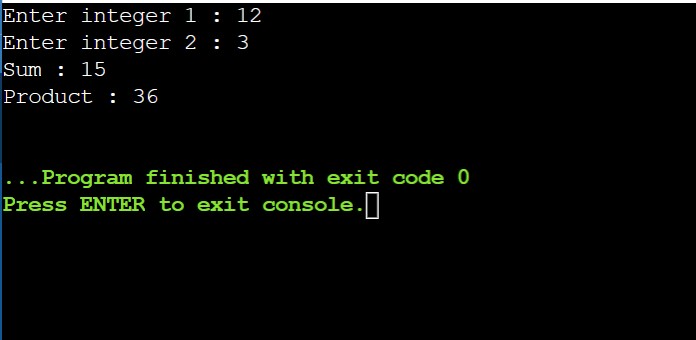 Enter integer 1 : 12
Enter integer 2 : 3
Sum : 15
Product : 36
...Program finished with exit code 0
Press ENTER to exit console.